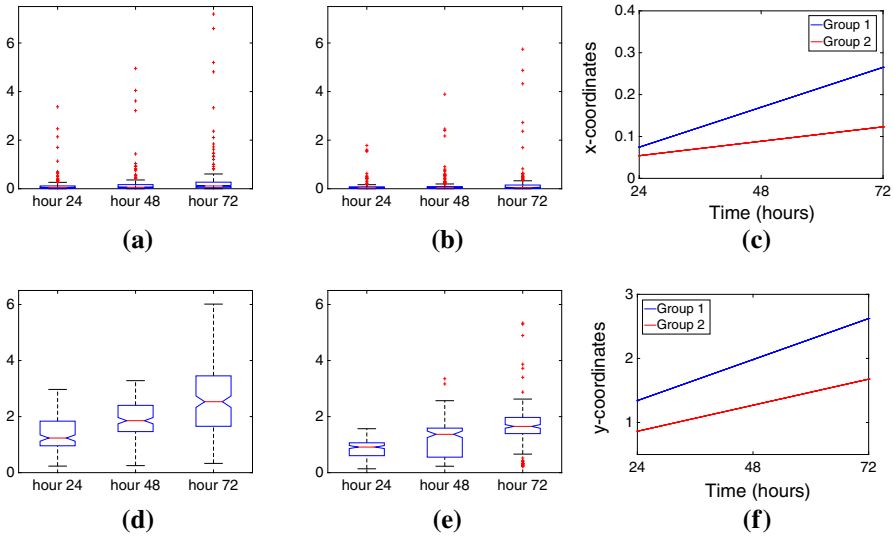 6
4
2
0
hour 24 hour 48 hour 72
(a)
6
4
2
0
hour 24 hour 48 hour 72
(b)
x-coordinates
0.4
0.3
0.2
0.1
0
24 48 72
Time (hours)
Group 1
Group 2
(c)
6
4
2
0
hour 24 hour 48 hour 72
(d)
6
4
2
0
hour 24 hour 48 hour 72
(e)
y-coordinates
3
2
1
24 48 72
Time (hours)
Group 1
Group 2
(f)